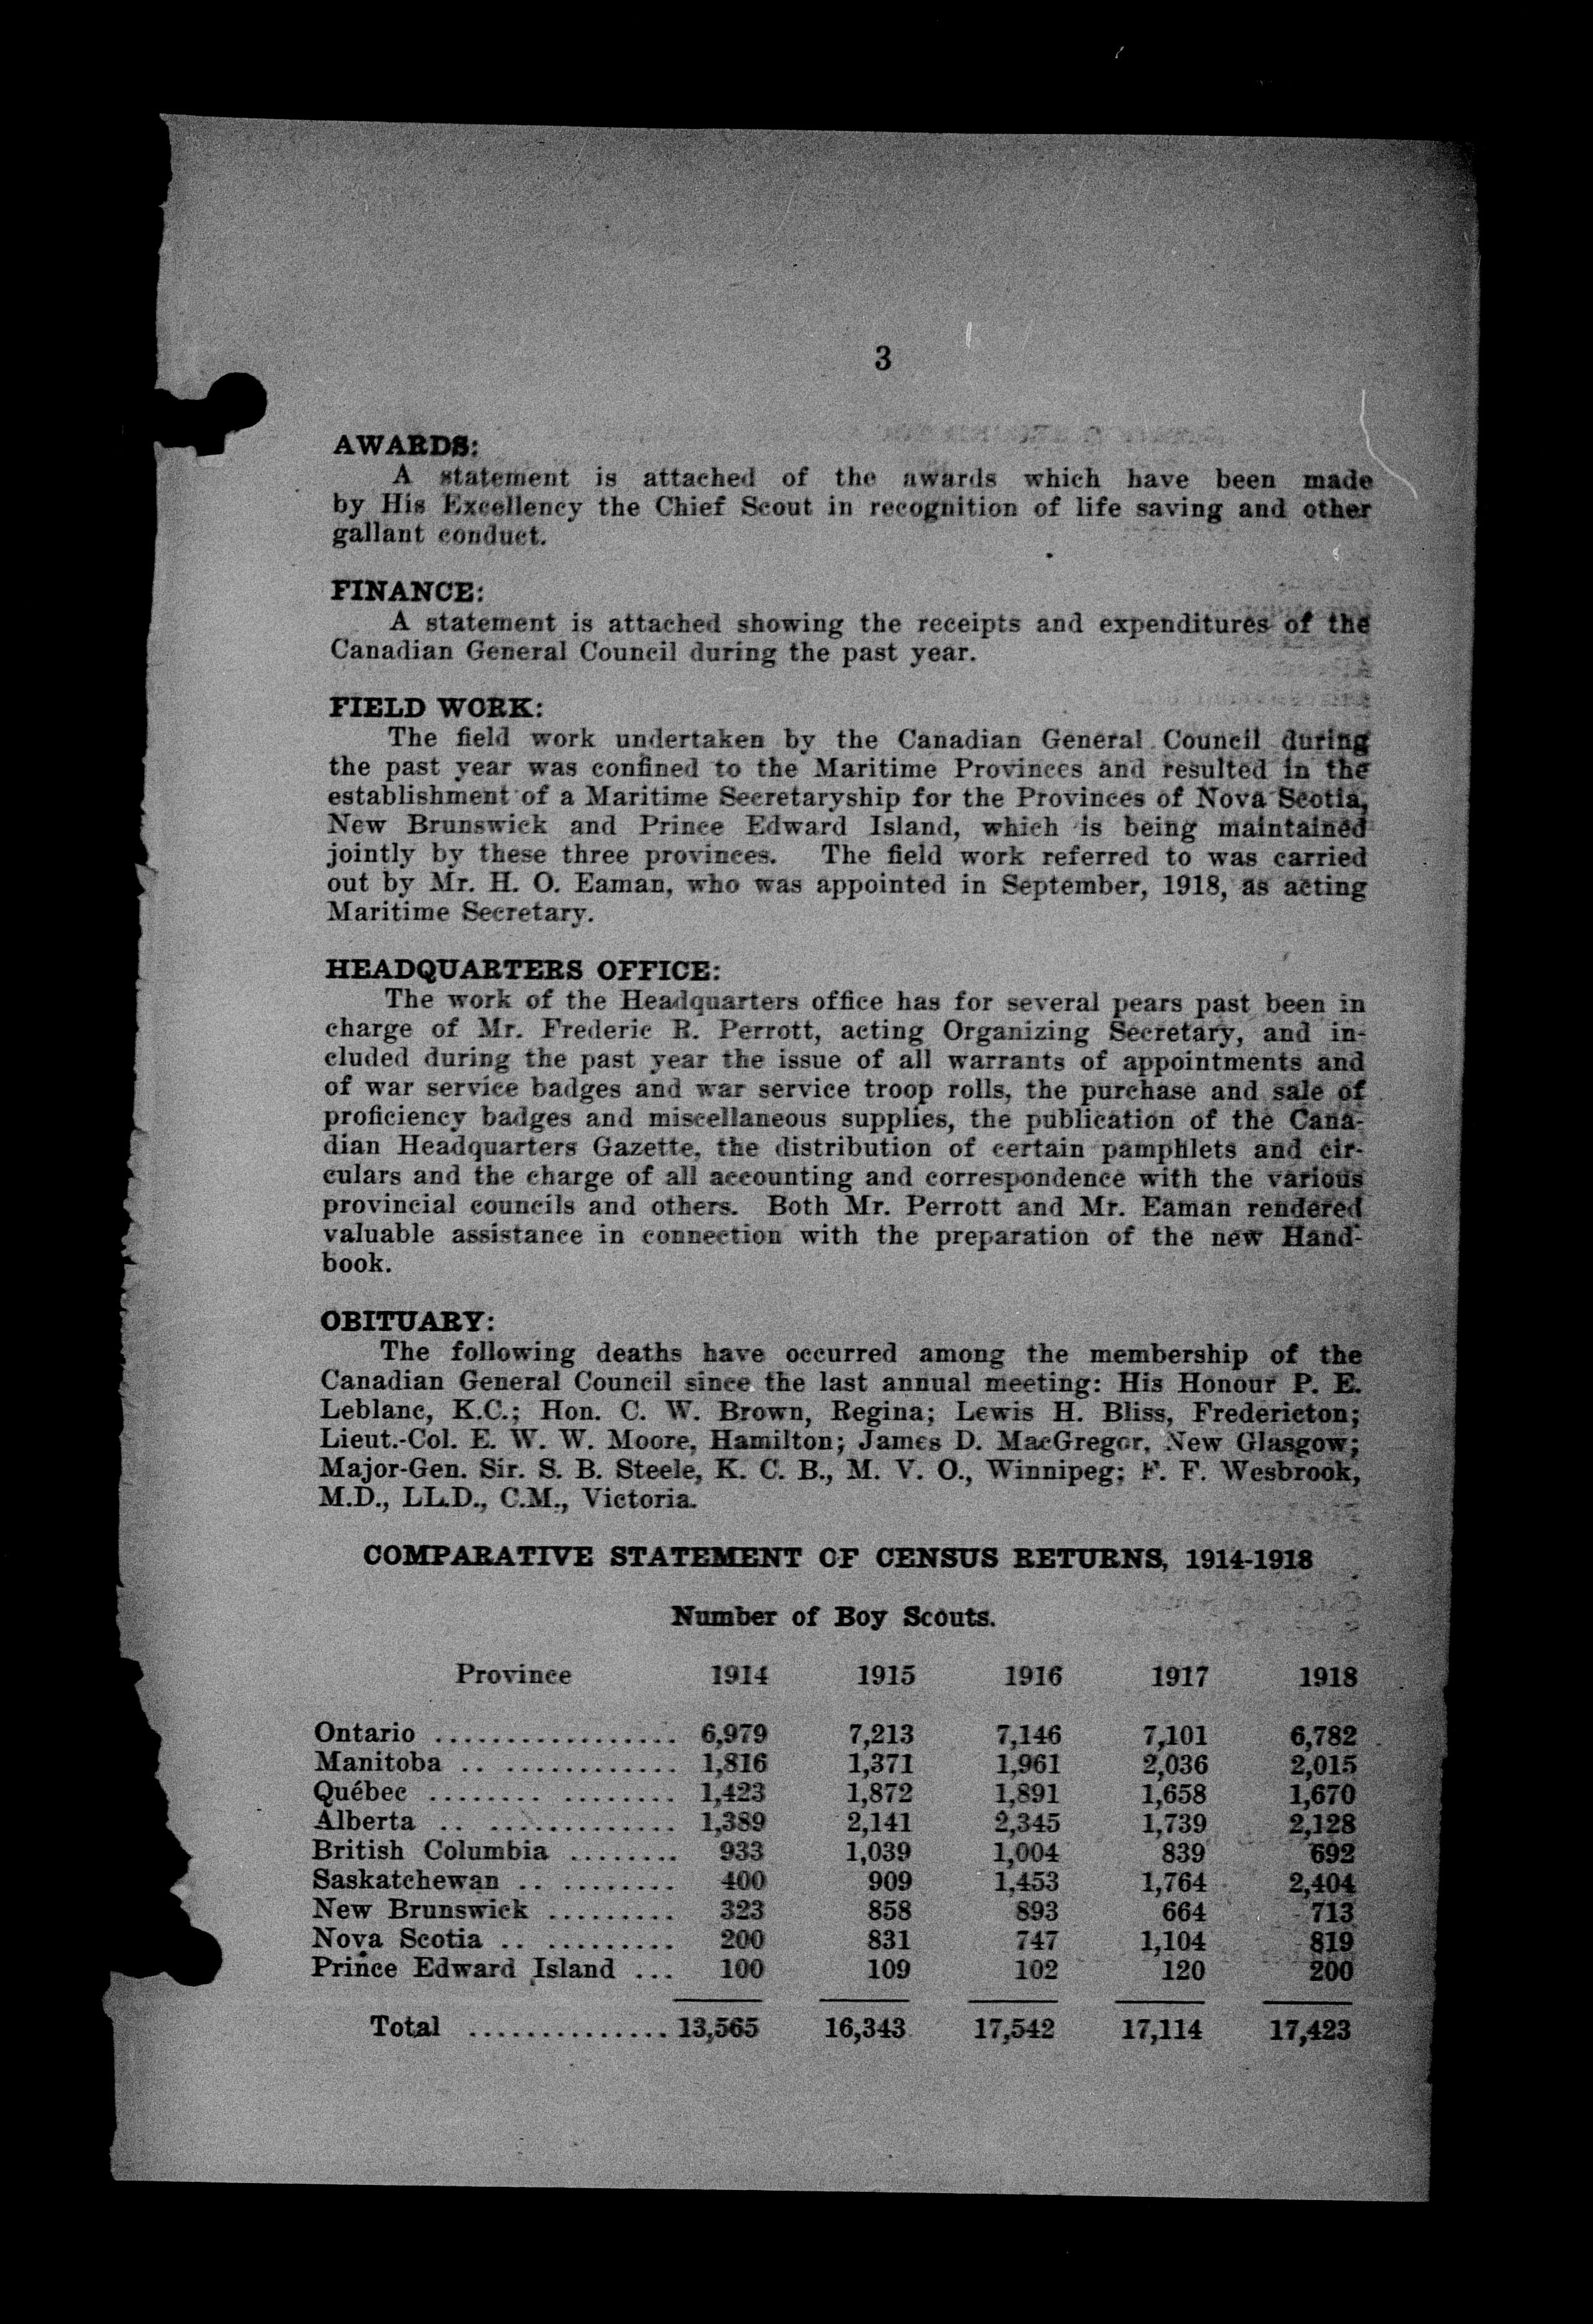 3
AWARDS:
A statement is attached of the awards which have been made
by His Excellency the Chief Scout in recognition of life saving and other
gallant conduct.
FINANCE:
A statement is attached showing the receipts and expenditures of the
Canadian General Council during the past year.
FIELD WORK:
The field work undertaken by the Canadian General Council during
the past year was confined to the Maritime Provinces and resulted in the
establishment of a Maritime Secretaryship for the Provinces of Nova Scotia,
New Brunswick and Prince Edward Island, which is being maintained
jointly by these three provinces. The field work referred to was carried
out by Mr. H. O. Eaman, who was appointed in September, 1918, as acting
Maritime Secretary.
HEADQUARTERS OFFICE:
The work of the Headquarters office has for several pears past been in
charge of Mr. Frederic R. Perrott, acting Organizing Secretary, and in-
cluded during the past year the issue of all warrants of appointments and
of war service badges and war service troop rolls, the purchase and sale of
proficiency badges and miscellaneous supplies, the publication of the Cana-
dian Headquarters Gazette, the distribution of certain pamphlets and cir-
culars and the charge of all accounting and correspondence with the various
provincial councils and others. Both Mr. Perrott and Mr. Eaman rendered
valuable assistance in connection with the preparation of the new Hand-
book.
OBITUARY:
The following deaths have occurred among the membership of the
Canadian General Council since the last annual meeting: His Honour P. E.
Leblanc, K.C.; Hon. C. W. Brown, Regina; Lewis H. Bliss, Fredericton;
Lieut.-Col. E. W. W. Moore, Hamilton; James D. MacGregor, New Glasgow;
Major-Gen. Sir. S. B. Steele, K. C. B., M. V. O., Winnipeg; F. F. Wesbrook,
M.D., LL.D., C.M., Victoria.
COMPARATIVE STATEMENT OF CENSUS RETURNS, 1914-1918
Number of Boy Scouts.
Province 1914 1915 1916 1917 1918
Ontario ................. 6,979 7,213 7,146 7,101 6,782
Manitoba .. ............. 1,816 1,371 1,961 2,036 2,015
Québec ........ ........ 1,423 1,872 1,891 1,658 1,670
Alberta .. .............. 1,389 2,141 2,345 1,739 2,128
British Columbia ........ 933 1,039 1,004 839 692
Saskatchewan .. ......... 400 909 1,453 1,764 2,404
New Brunswick ......... 323 858 893 664 713
Nova Scotia .. .......... 200 831 747 1,104 819
Prince Edward Island ... 100 109 102 120 200
Total .............. 13,565 16,343 17,542 17,114 17,423